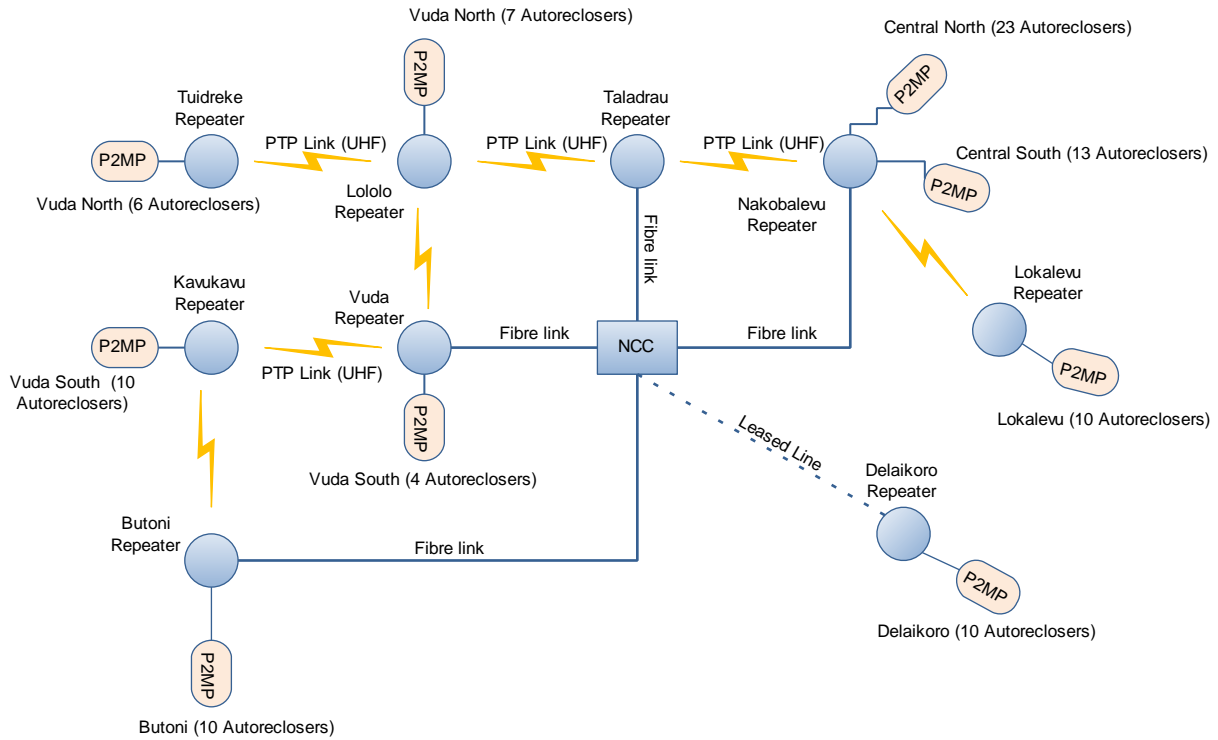 Vuda North (7 Autoreclosers)
Central North (23 Autoreclosers)
P2MP
P2MP
Tuidreke
Repeater
Taladrau
Repeater
PTP Link (UHF)
PTP Link (UHF)
PTP Link (UHF)
Central South (13 Autoreclosers)
P2MP
P2MP
Vuda North (6 Autoreclosers)
Lololo
Repeater
Nakobalevu
Repeater
Fibre link
Kavukavu
Repeater
Vuda
Repeater
Lokalevu
Repeater
P2MP
Fibre link
NCC
Fibre link
PTP Link (UHF)
P2MP
Vuda South (10
Autoreclosers)
P2MP
Lokalevu (10 Autoreclosers)
Vuda South (4 Autoreclosers)
Leased Line
Delaikoro
Repeater
Butoni
Repeater
Fibre link
P2MP
Delaikoro (10 Autoreclosers)
P2MP
Butoni (10 Autoreclosers)